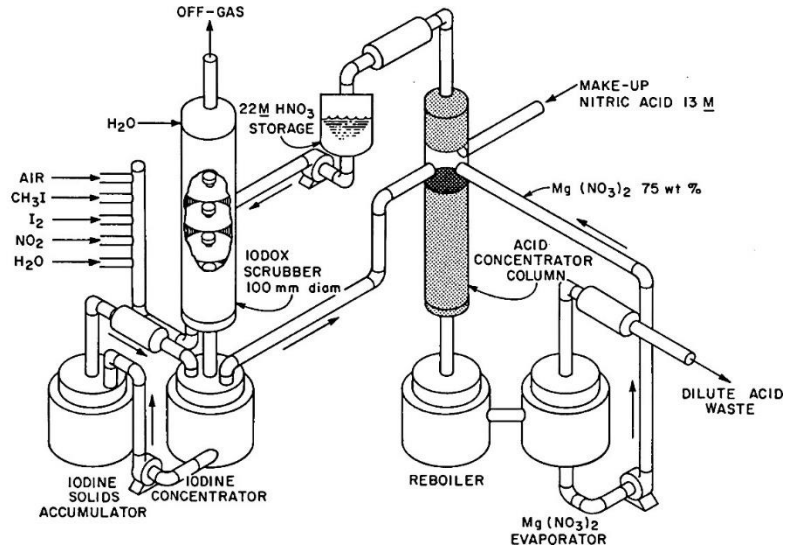 OFF-GAS
H₂O
22M HNO₃
STORAGE
MAKE-UP
NITRIC ACID 13 M
AIR
CH₃I
I₂
NO₂
H₂O
Mg (NO₃)₂ 75 wt %
IODOX
SCRUBBER
100 mm diam
ACID
CONCENTRATOR
COLUMN
DILUTE ACID
WASTE
IODINE
SOLIDS
ACCUMULATOR
IODINE
CONCENTRATOR
REBOILER
Mg (NO₃)₂
EVAPORATOR